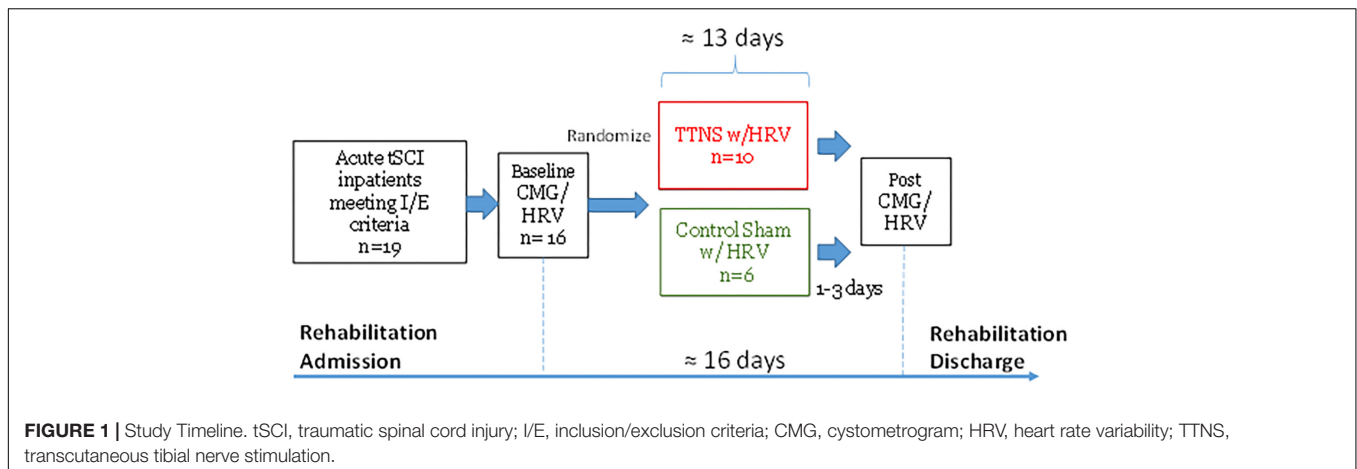 ≈ 13 days
Randomize
Acute tSCI
inpatients
meeting I/E
criteria
n=19
Baseline
CMG/
HRV
n= 16
TTNS w/HRV
n=10
Control Sham
w/HRV
n=6
1-3 days
Post
CMG/
HRV
Rehabilitation
Admission
≈ 16 days
Rehabilitation
Discharge
FIGURE 1 | Study Timeline. tSCI, traumatic spinal cord injury; I/E, inclusion/exclusion criteria; CMG, cystometrogram; HRV, heart rate variability; TTNS,
transcutaneous tibial nerve stimulation.